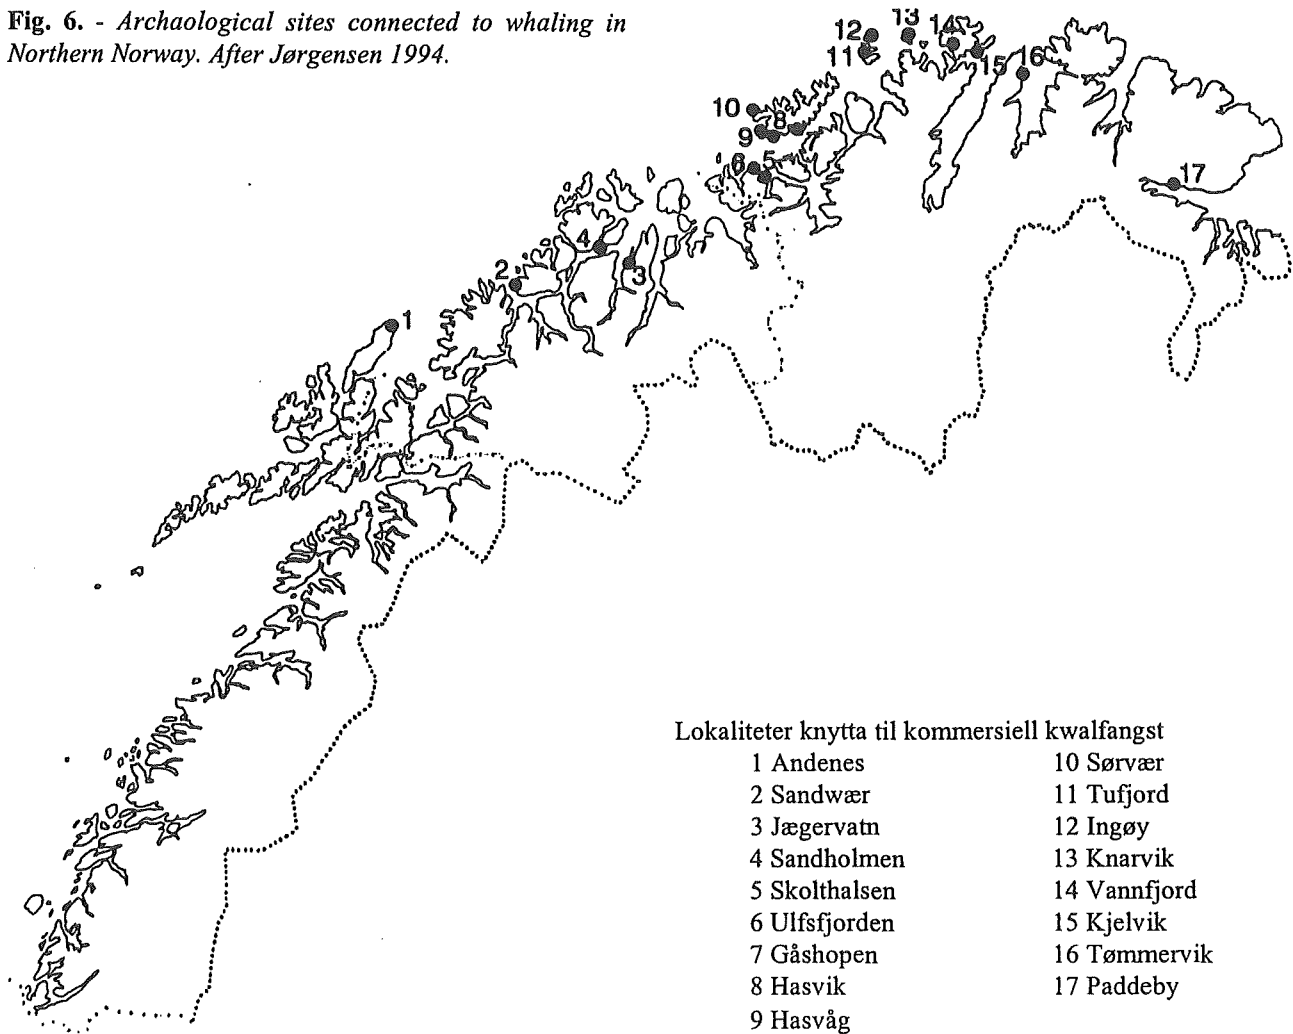 Fig. 6. - Archaological sites connected to whaling in
Northern Norway. After Jørgensen 1994.
12
13
14
11
15
16
10
8
9
7
6
5
17
4
3
2
1
Lokaliteter knytta til kommersiell kwalfangst
1 Andenes
2 Sandwær
3 Jægervatn
4 Sandholmen
5 Skolthalsen
6 Ulfsfjorden
7 Gåshopen
8 Hasvik
9 Hasvåg
10 Sørvær
11 Tufjord
12 Ingøy
13 Knarvik
14 Vannfjord
15 Kjelvik
16 Tømmervik
17 Paddeby